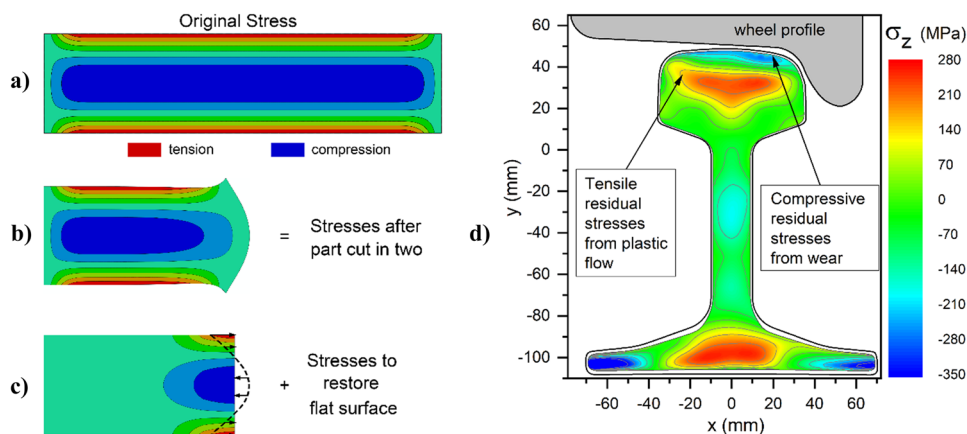 Original Stress
a)
tension
compression
b)
=
Stresses after
part cut in two
c)
+
Stresses to
restore
flat surface
d)
wheel profile
σz (MPa)
280
210
140
70
0
-70
-140
-210
-280
-350
40
20
0
-20
-40
-60
-80
-100
y (mm)
Tensile
residual
stresses
from plastic
flow
Compressive
residual
stresses
from wear
-60
-40
-20
0
20
40
60
x (mm)